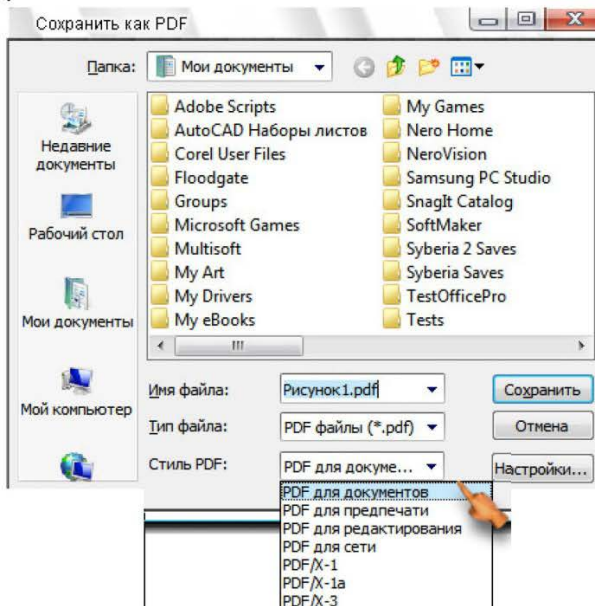 Сохранить как PDF
Папка:
Мои документы
Недавние
документы
Рабочий стол
Мои документы
Мой компьютер
Adobe Scripts
AutoCAD Наборы листов
Corel User Files
Floodgate
Groups
Microsoft Games
Multisoft
My Art
My Drivers
My eBooks
My Games
Nero Home
NeroVision
Samsung PC Studio
SnagIt Catalog
SoftMaker
Syberia 2 Saves
Syberia Saves
TestOfficePro
Tests
Имя файла:
Рисунок1.pdf
Сохранить
Тип файла:
PDF файлы (*.pdf)
Отмена
Стиль PDF:
PDF для докуме...
Настройки...
PDF для документов
PDF для предпечати
PDF для редактирования
PDF для сети
PDF/X-1
PDF/X-1a
PDF/X-3